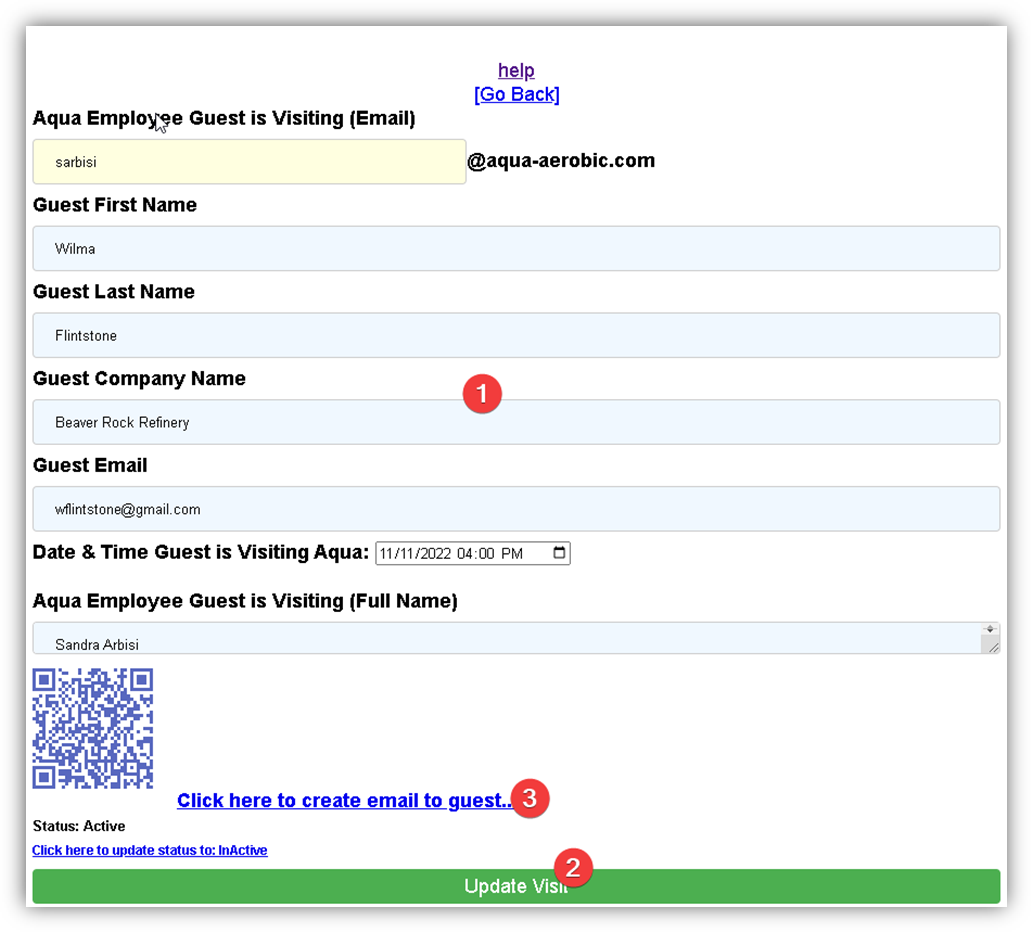 help
[Go Back]
Aqua Employee Guest is Visiting (Email)
sarbisi @aqua-aerobic.com
Guest First Name
Wilma
Guest Last Name
Flintstone
Guest Company Name
1
Beaver Rock Refinery
Guest Email
wflintstone@gmail.com
Date & Time Guest is Visiting Aqua: 11/11/2022 04:00 PM
Aqua Employee Guest is Visiting (Full Name)
Sandra Arbisi
Click here to create email to guest.. 3
Status: Active
Click here to update status to: InActive
2
Update Visit